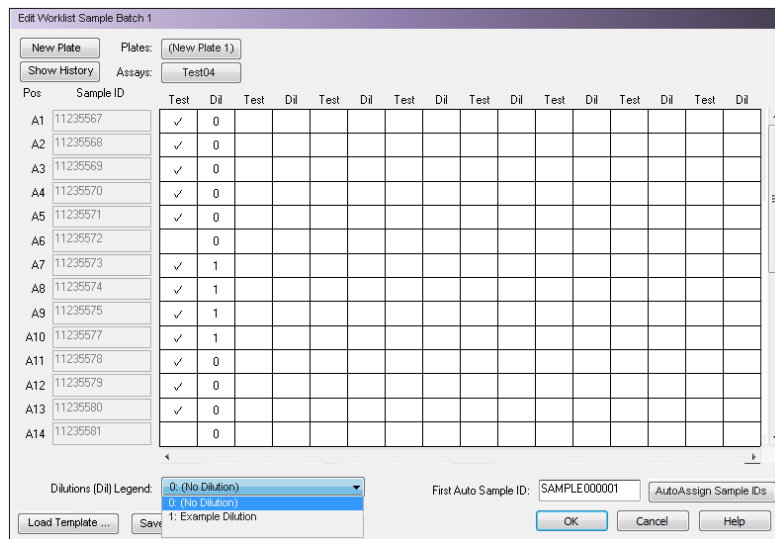 Edit Worklist Sample Batch 1
New Plate Plates: (New Plate 1)
Show History Assays: Test04
Pos Sample ID Test Dil Test Dil Test Dil Test Dil Test Dil Test Dil Test Dil Test Dil
A1 11235567 ✓ 0
A2 11235568 ✓ 0
A3 11235569 ✓ 0
A4 11235570 ✓ 0
A5 11235571 ✓ 0
A6 11235572 0
A7 11235573 ✓ 1
A8 11235574 ✓ 1
A9 11235575 ✓ 1
A10 11235577 ✓ 1
A11 11235578 ✓ 0
A12 11235579 ✓ 0
A13 11235580 ✓ 0
A14 11235581 0
Dilutions (Dil) Legend: 0: (No Dilution) First Auto Sample ID: SAMPLE000001 AutoAssign Sample IDs
0: (No Dilution)
1: Example Dilution
Load Template ... Save OK Cancel Help